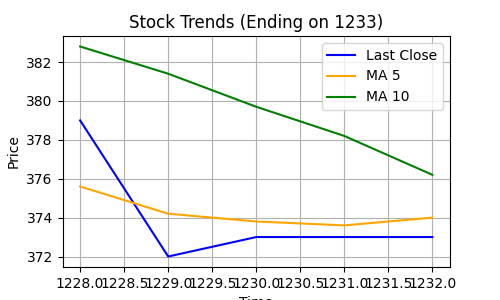 Stock Trends (Ending on 1233)
Last Close
MA 5
MA 10
Price
382
380
378
376
374
372
1228.0 1228.5 1229.0 1229.5 1230.0 1230.5 1231.0 1231.5 1232.0
Time